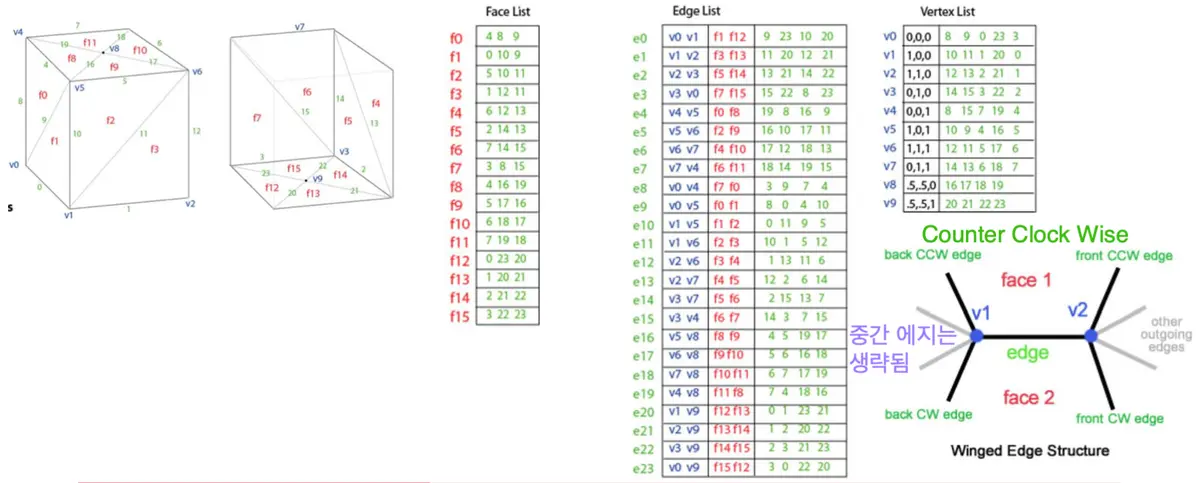 Face List
f0 4 8 9
f1 0 10 9
f2 5 10 11
f3 1 12 11
f4 6 12 13
f5 2 14 13
f6 7 14 15
f7 3 8 15
f8 4 16 19
f9 5 17 16
f10 6 18 17
f11 7 19 18
f12 0 23 20
f13 1 20 21
f14 2 21 22
f15 3 22 23
Edge List
e0 v0 v1 f1 f12 9 23 10 20
e1 v1 v2 f3 f13 11 20 12 21
e2 v2 v3 f5 f14 13 21 14 22
e3 v3 v0 f7 f15 15 22 8 23
e4 v4 v5 f0 f8 19 8 16 9
e5 v5 v6 f2 f9 16 10 17 11
e6 v6 v7 f4 f10 17 12 18 13
e7 v7 v4 f6 f11 18 14 19 15
e8 v0 v4 f7 f0 3 9 7 4
e9 v0 v5 f0 f1 8 0 4 10
e10 v1 v5 f1 f2 0 11 9 5
e11 v1 v6 f2 f3 10 1 5 12
e12 v2 v6 f3 f4 1 13 11 6
e13 v2 v7 f4 f5 12 2 6 14
e14 v3 v7 f5 f6 2 15 13 7
e15 v3 v4 f6 f7 14 3 7 15
e16 v5 v8 f8 f9 4 5 19 17
e17 v6 v8 f9 f10 5 6 16 18
e18 v7 v8 f10 f11 6 7 17 19
e19 v4 v8 f11 f8 7 4 18 16
e20 v1 v9 f12 f13 0 1 23 21
e21 v2 v9 f13 f14 1 2 20 22
e22 v3 v9 f14 f15 2 3 21 23
e23 v0 v9 f15 f12 3 0 22 20
Vertex List
v0 0,0,0 8 9 0 23 3
v1 1,0,0 10 11 1 20 0
v2 1,1,0 12 13 2 21 1
v3 0,1,0 14 15 3 22 2
v4 0,0,1 8 15 7 19 4
v5 1,0,1 10 9 4 16 5
v6 1,1,1 12 11 5 17 6
v7 0,1,1 14 13 6 18 7
v8 .5,.5,0 16 17 18 19
v9 .5,.5,1 20 21 22 23
7
v4
f11
18
v8
19
f10
6
f8
16
f9
17
4
5
v6
v5
f0
8
9
f2
10
11
12
f1
f3
v0
0
v1
1
v2
s
v7
f6
14
f4
15
f7
f5
13
v3
3
f15
22
2
23
f14
v9
f12
20
f13
21
Counter Clock Wise
back CCW edge
front CCW edge
face 1
v1
v2
중간 에지는
생략됨
edge
other
outgoing
edges
face 2
back CW edge
front CW edge
Winged Edge Structure